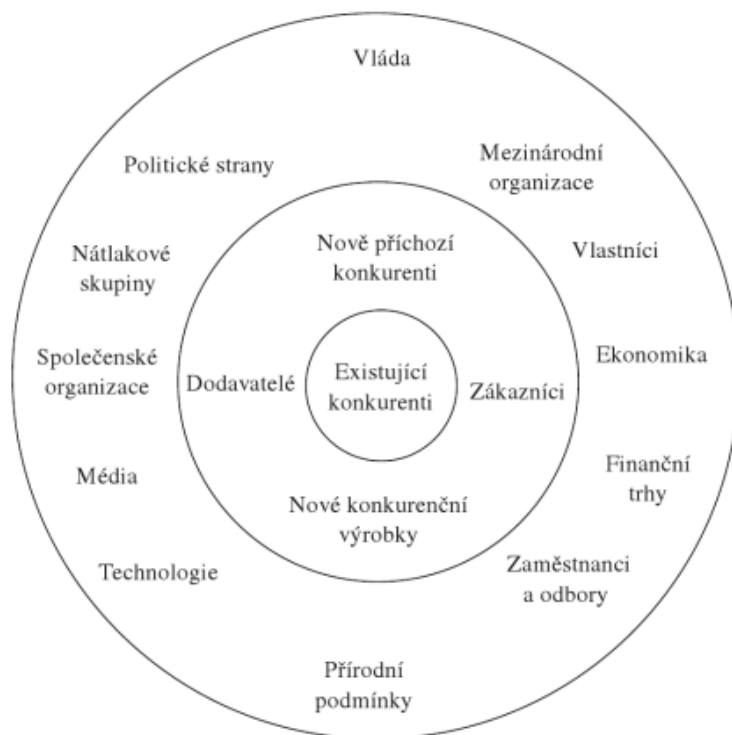 Vláda
Politické strany
Mezinárodní
organizace
Nátlakové
skupiny
Nově příchozí
konkurenti
Vlastníci
Společenské
organizace
Dodavatelé
Existující
konkurenti
Zákazníci
Ekonomika
Média
Nové konkurenční
výrobky
Finanční
trhy
Technologie
Zaměstnanci
a odbory
Přírodní
podmínky